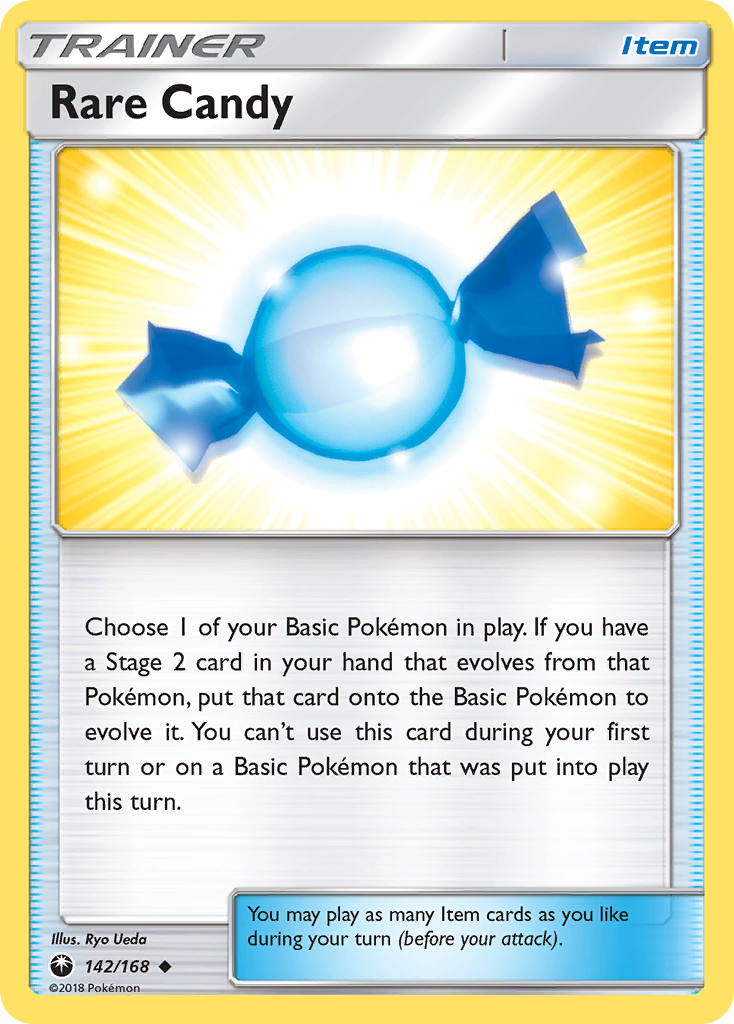 TRAINER
Item
Rare Candy
Choose 1 of your Basic Pokémon in play. If you have
a Stage 2 card in your hand that evolves from that
Pokémon, put that card onto the Basic Pokémon to
evolve it. You can't use this card during your first
turn or on a Basic Pokémon that was put into play
this turn.
You may play as many Item cards as you like
during your turn (before your attack).
Illus. Ryo Ueda
142/168 ◆
©2018 Pokémon